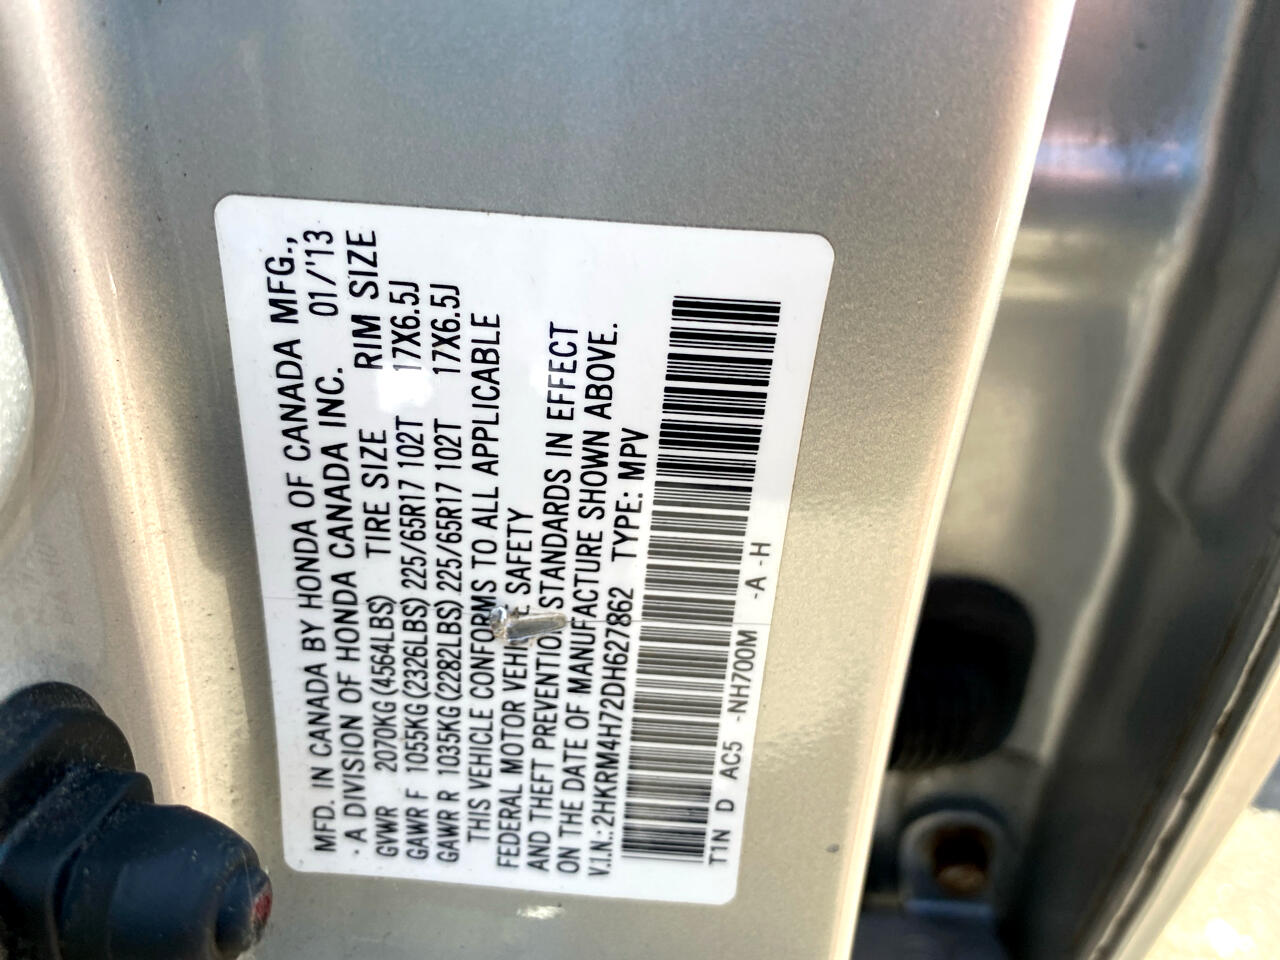 MFD. IN CANADA BY HONDA OF CANADA MFG.,
- A DIVISION OF HONDA CANADA INC. 01/'13
GVWR 2070KG(4564LBS) TIRE SIZE RIM SIZE
GAWR F 1055KG(2326LBS) 225/65R17 102T 17X6.5J
GAWR R 1035KG(2282LBS) 225/65R17 102T 17X6.5J
THIS VEHICLE CONFORMS TO ALL APPLICABLE
FEDERAL MOTOR VEHICLE SAFETY
AND THEFT PREVENTION STANDARDS IN EFFECT
ON THE DATE OF MANUFACTURE SHOWN ABOVE.
V.I.N.:2HKRM4H72DH627862 TYPE: MPV
T1N D AC5 -NH700M -A -H